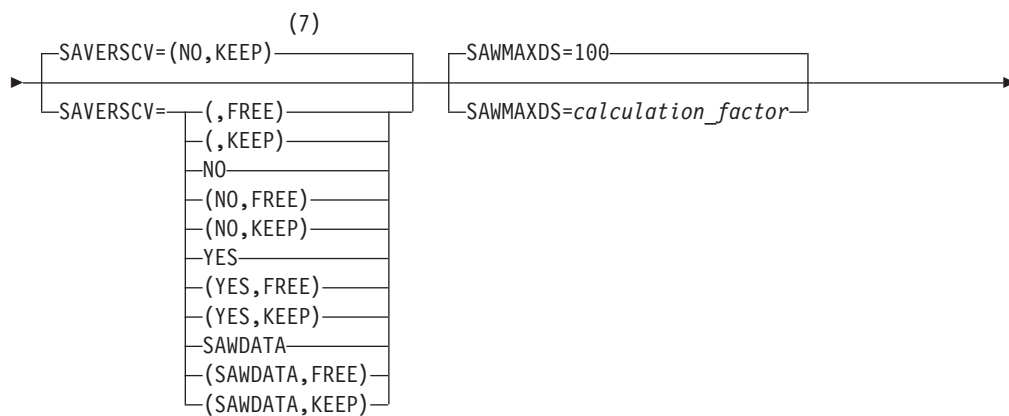 (7)
SAVERSCV=(NO,KEEP) SAWMAXDS=100
SAVERSCV= (,FREE) SAWMAXDS=calculation_factor
(,KEEP)
NO
(NO,FREE)
(NO,KEEP)
YES
(YES,FREE)
(YES,KEEP)
SAWDATA
(SAWDATA,FREE)
(SAWDATA,KEEP)